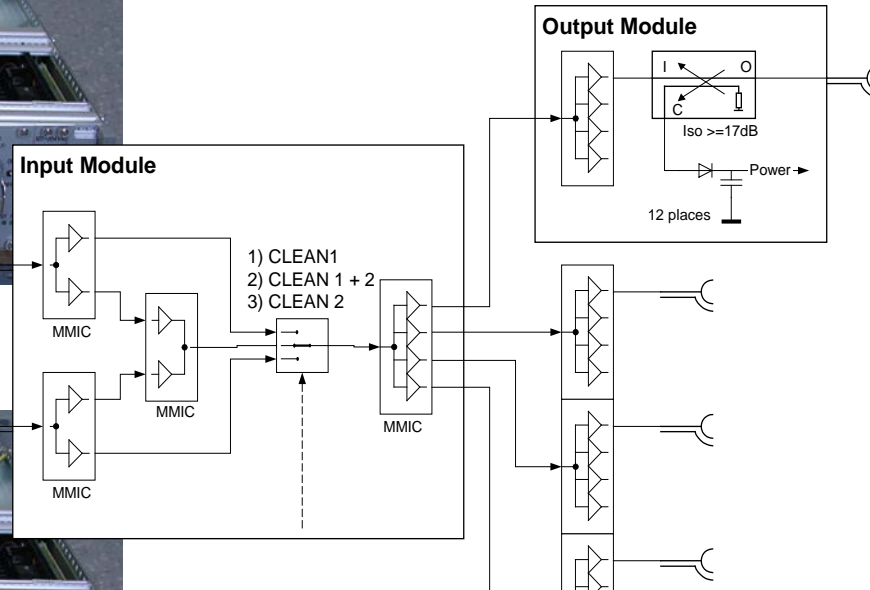 Output Module
I
O
C
Iso >=17dB
Power
12 places
Input Module
1) CLEAN1
2) CLEAN 1 + 2
3) CLEAN 2
MMIC
MMIC
MMIC
MMIC